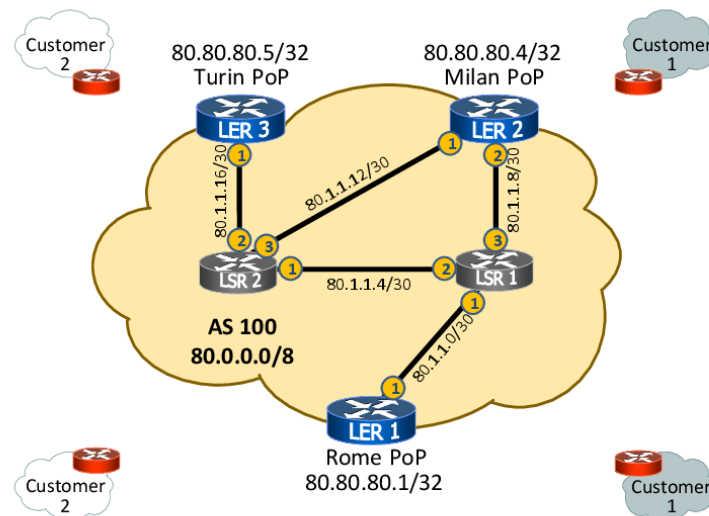 Customer
2
80.80.80.5/32
Turin PoP
80.80.80.4/32
Milan PoP
Customer
1
LER 3
LER 2
1
1
2
80.1.1.16/30
80.1.1.12/30
80.1.1.8/30
2
3
3
LSR 2
1
2
LSR 1
80.1.1.4/30
1
AS 100
80.0.0.0/8
80.1.1.0/30
1
LER 1
Rome PoP
80.80.80.1/32
Customer
2
Customer
1